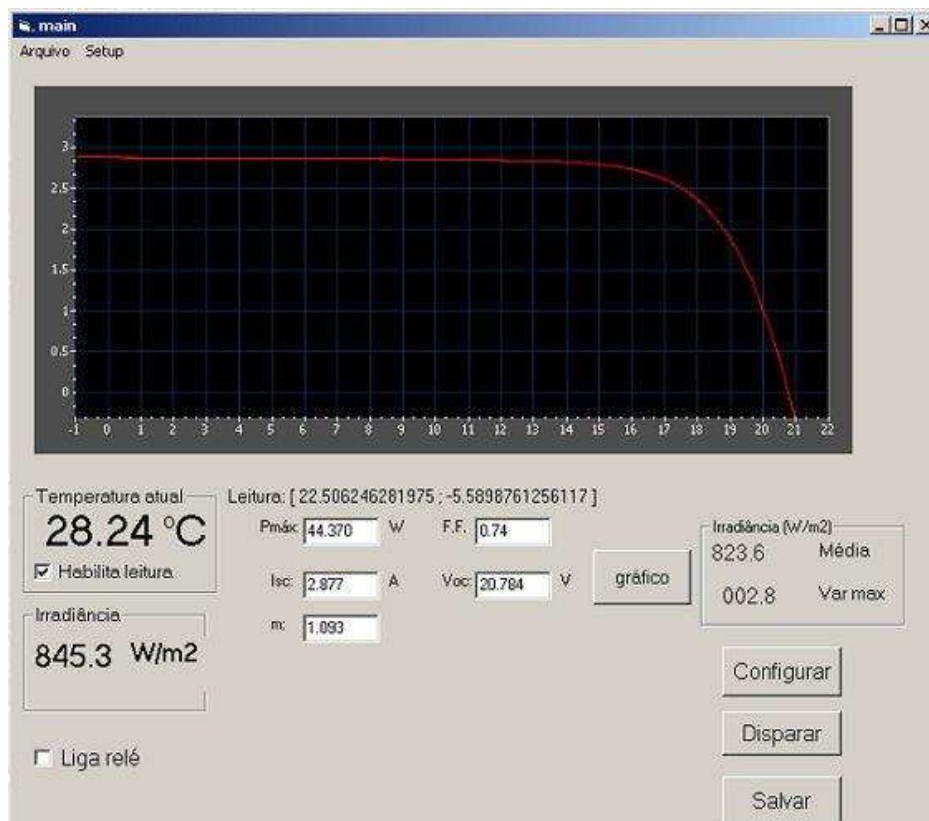 main
Arquivo Setup
3
2.5
2
1.5
1
0.5
0
-1 0 1 2 3 4 5 6 7 8 9 10 11 12 13 14 15 16 17 18 19 20 21 22
Temperatura atual
28.24 °C
Habilita leitura
Irradiância
845.3 W/m2
Liga relé
Leitura: [ 22.506246281975 ; -5.5898761256117 ]
Pmáx: 44.370 W F.F. 0.74
Isc: 2.877 A Voc: 20.784 V
m: 1.093
gráfico
Irradiância (W/m2)
823.6 Média
002.8 Var max
Configurar
Disparar
Salvar